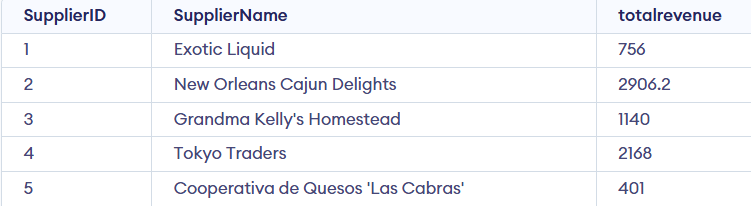 SupplierID SupplierName totalrevenue
1 Exotic Liquid 756
2 New Orleans Cajun Delights 2906.2
3 Grandma Kelly's Homestead 1140
4 Tokyo Traders 2168
5 Cooperativa de Quesos 'Las Cabras' 401